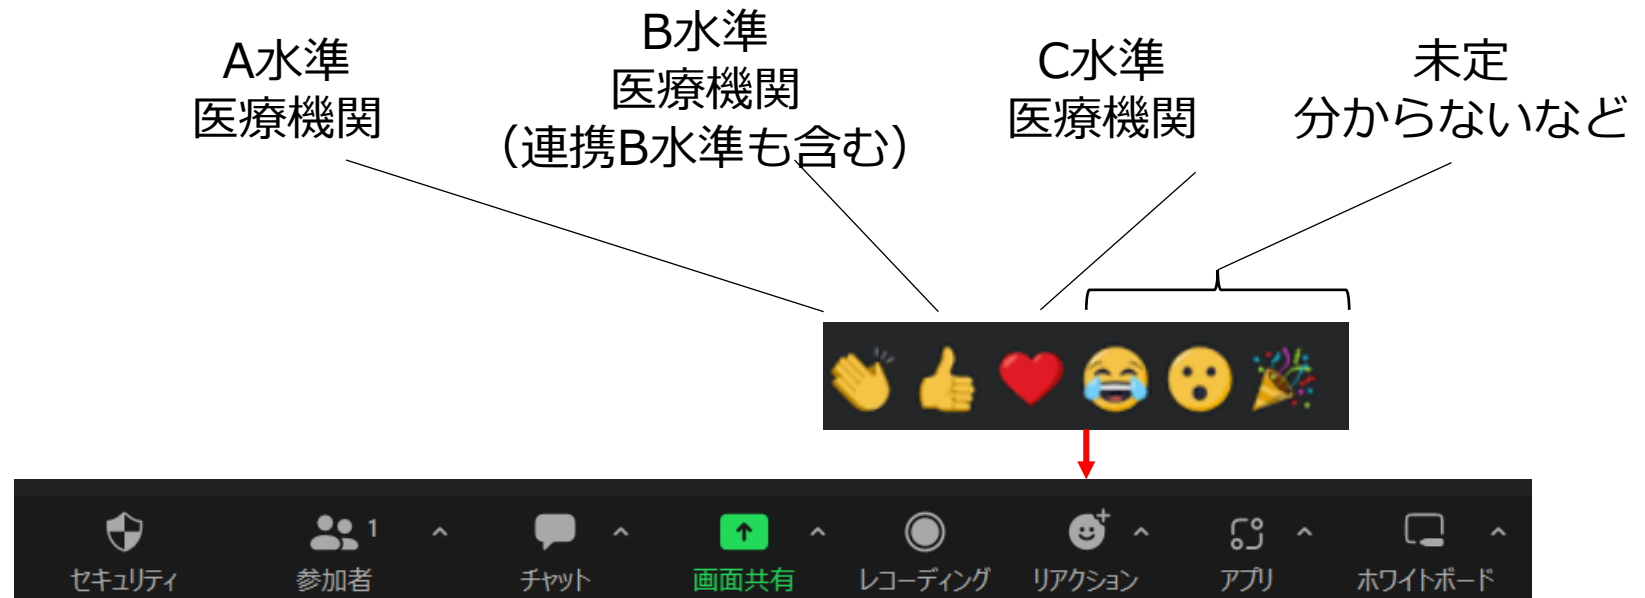 A水準
医療機関
B水準
医療機関
（連携B水準も含む）
C水準
医療機関
未定
分からないなど
セキュリティ
参加者
1
チャット
画面共有
レコーディング
リアクション
アプリ
ホワイトボード